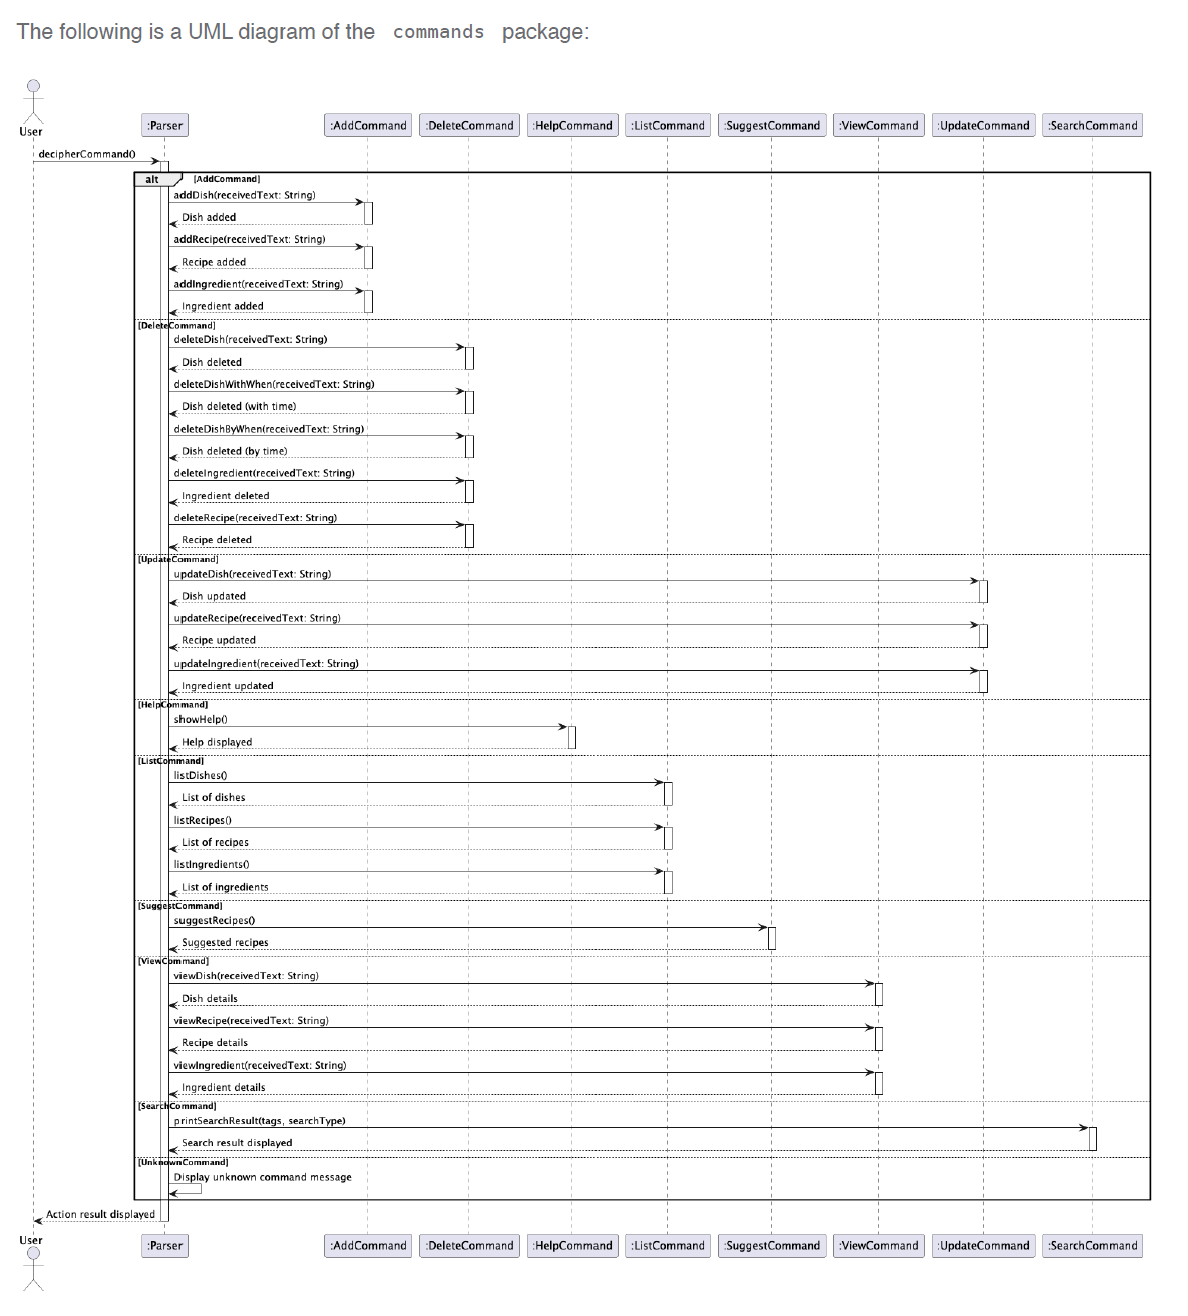 The following is a UML diagram of the commands package:
User
:Parser :AddCommand :DeleteCommand :HelpCommand :ListCommand :SuggestCommand :ViewCommand :UpdateCommand :SearchCommand
decipherCommand()
alt [AddCommand]
addDish(receivedText: String)
Dish added
addRecipe(receivedText: String)
Recipe added
addIngredient(receivedText: String)
Ingredient added
[DeleteCommand]
deleteDish(receivedText: String)
Dish deleted
deleteDishWithWhen(receivedText: String)
Dish deleted (with time)
deleteDishByWhen(receivedText: String)
Dish deleted (by time)
deleteIngredient(receivedText: String)
Ingredient deleted
deleteRecipe(receivedText: String)
Recipe deleted
[UpdateCommand]
updateDish(receivedText: String)
Dish updated
updateRecipe(receivedText: String)
Recipe updated
updateIngredient(receivedText: String)
Ingredient updated
[HelpCommand]
showHelp()
Help displayed
[ListCommand]
listDishes()
List of dishes
listRecipes()
List of recipes
listIngredients()
List of ingredients
[SuggestCommand]
suggestRecipes()
Suggested recipes
[ViewCommand]
viewDish(receivedText: String)
Dish details
viewRecipe(receivedText: String)
Recipe details
viewIngredient(receivedText: String)
Ingredient details
[SearchCommand]
printSearchResult(tags, searchType)
Search result displayed
[UnknownCommand]
Display unknown command message
Action result displayed
User
:Parser :AddCommand :DeleteCommand :HelpCommand :ListCommand :SuggestCommand :ViewCommand :UpdateCommand :SearchCommand